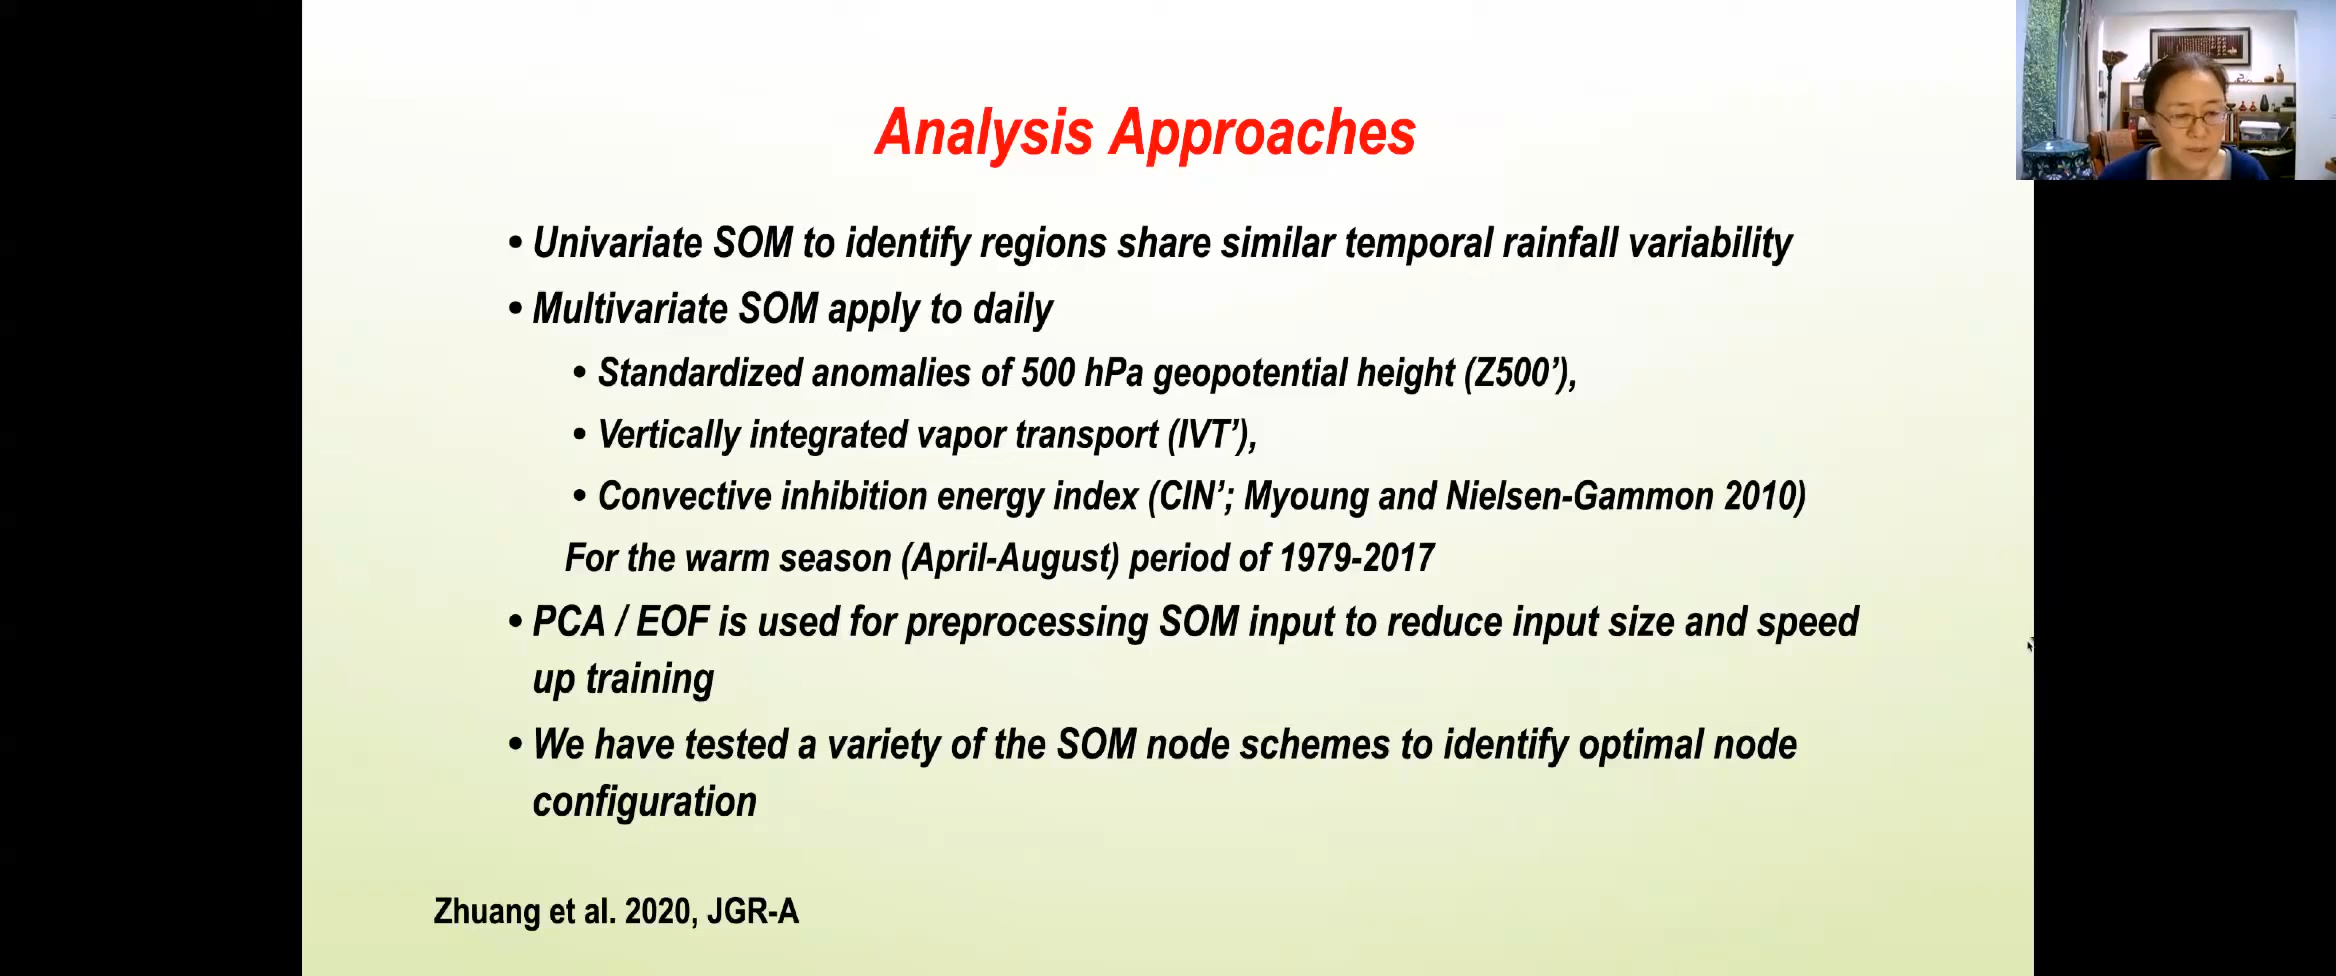 Analysis Approaches
• Univariate SOM to identify regions share similar temporal rainfall variability
• Multivariate SOM apply to daily
• Standardized anomalies of 500 hPa geopotential height (Z500’),
• Vertically integrated vapor transport (IVT’),
• Convective inhibition energy index (CIN’; Myoung and Nielsen-Gammon 2010)
For the warm season (April-August) period of 1979-2017
• PCA / EOF is used for preprocessing SOM input to reduce input size and speed
up training
• We have tested a variety of the SOM node schemes to identify optimal node
configuration
Zhuang et al. 2020, JGR-A